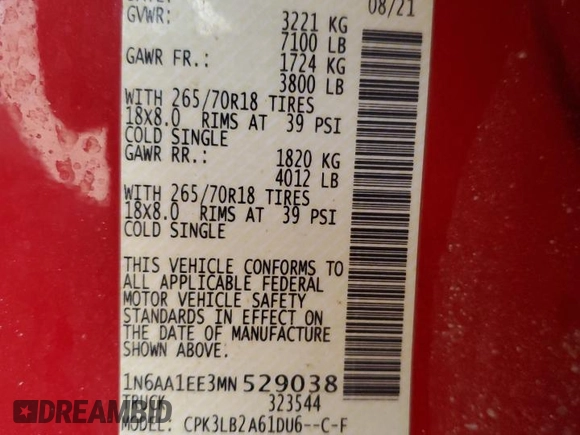 08/21
GVWR: 3221 KG
7100 LB
GAWR FR.: 1724 KG
3800 LB
WITH 265/70R18 TIRES
18X8.0 RIMS AT 39 PSI
COLD SINGLE
GAWR RR.: 1820 KG
4012 LB
WITH 265/70R18 TIRES
18X8.0 RIMS AT 39 PSI
COLD SINGLE
THIS VEHICLE CONFORMS TO
ALL APPLICABLE FEDERAL
MOTOR VEHICLE SAFETY
STANDARDS IN EFFECT ON
THE DATE OF MANUFACTURE
SHOWN ABOVE.
1N6AA1EE3MN529038
TRUCK 323544
MODEL: CPK3LB2A61DU6--C-F
DREAMBID